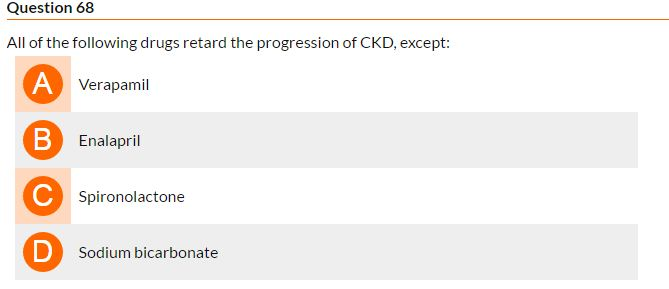 Question 68
All of the following drugs retard the progression of CKD, except:
A Verapamil
B Enalapril
C Spironolactone
D Sodium bicarbonate